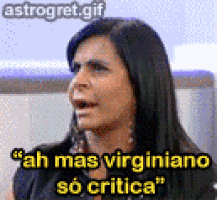 astrogret.gif
“ah mas virginiano
só critica”